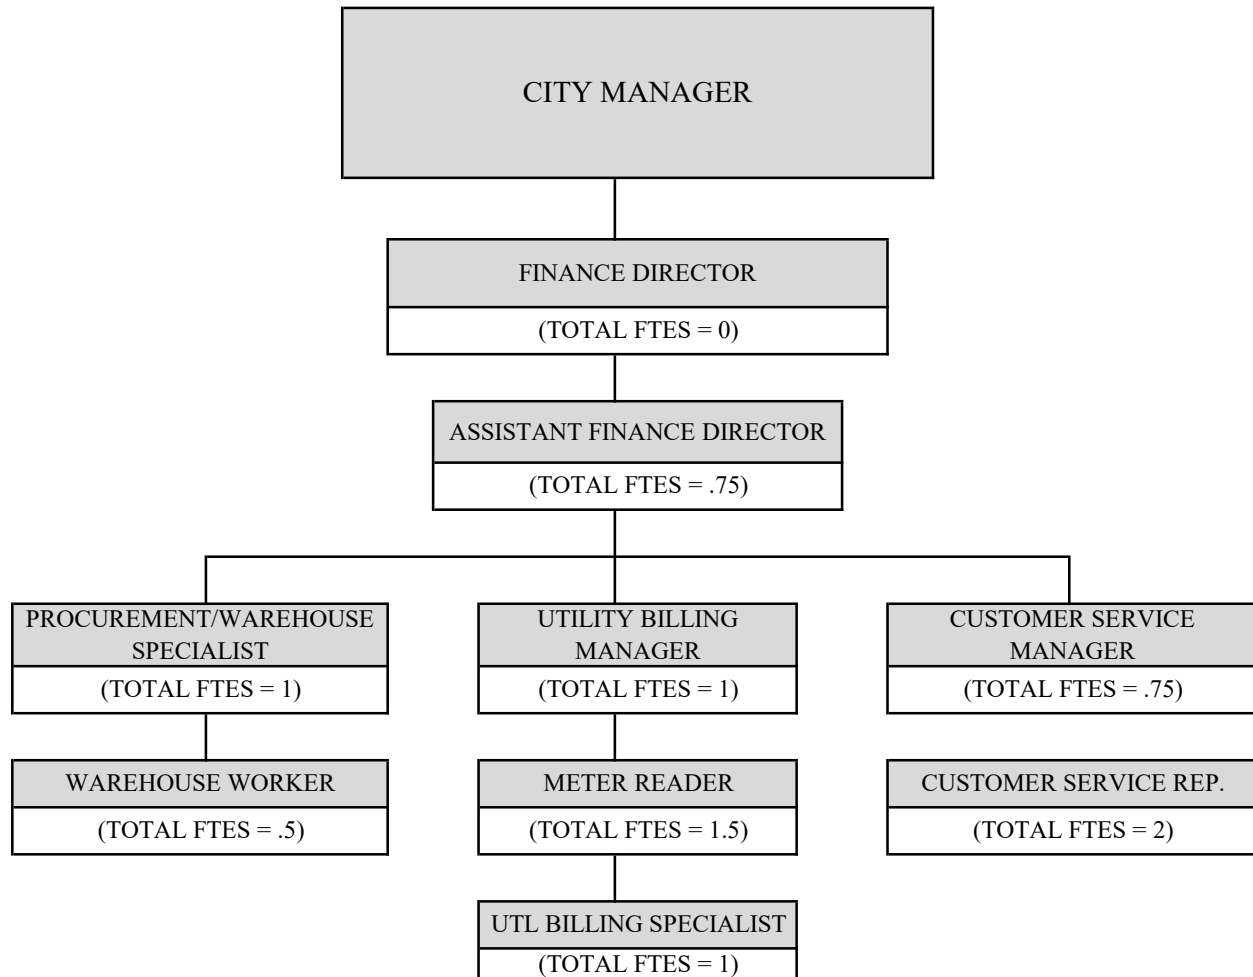 CITY MANAGER
FINANCE DIRECTOR
(TOTAL FTES = 0)
ASSISTANT FINANCE DIRECTOR
(TOTAL FTES = .75)
PROCUREMENT/WAREHOUSE
SPECIALIST
(TOTAL FTES = 1)
UTILITY BILLING
MANAGER
(TOTAL FTES = 1)
CUSTOMER SERVICE
MANAGER
(TOTAL FTES = .75)
WAREHOUSE WORKER
(TOTAL FTES = .5)
METER READER
(TOTAL FTES = 1.5)
CUSTOMER SERVICE REP.
(TOTAL FTES = 2)
UTL BILLING SPECIALIST
(TOTAL FTES = 1)